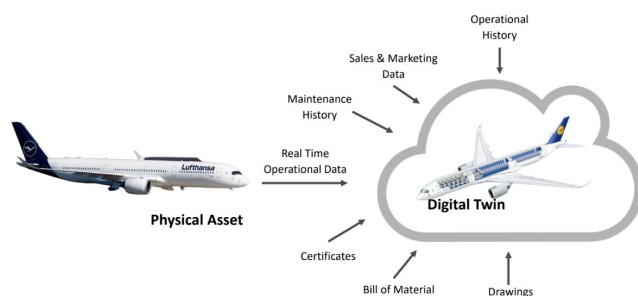 Operational
History
Sales & Marketing
Data
Maintenance
History
Real Time
Operational Data
Lufthansa
Physical Asset
Digital Twin
Certificates
Bill of Material
Drawings